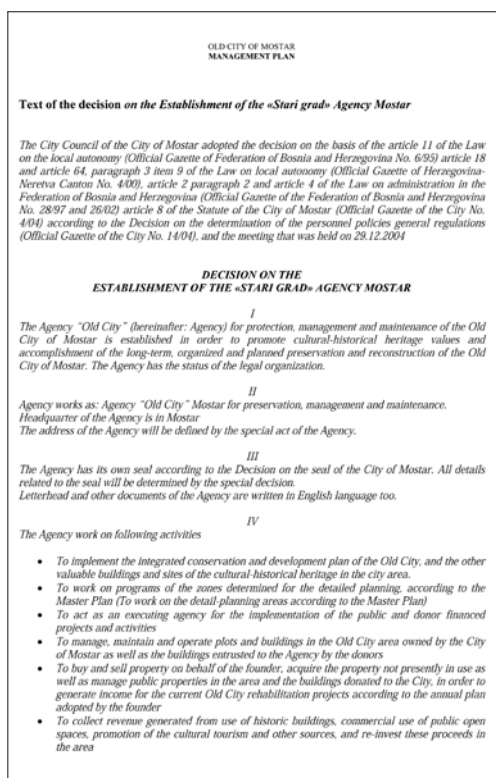 OLD CITY OF MOSTAR
MANAGEMENT PLAN
Text of the decision on the Establishment of the «Stari grad» Agency Mostar
The City Council of the City of Mostar adopted the decision on the basis of the article 11 of the Law
on the local autonomy (Official Gazette of Federation of Bosnia and Herzegovina No. 6/95) article 18
and article 64, paragraph 3 item 9 of the Law on local autonomy (Official Gazette of Herzegovina-
Neretva Canton No. 4/00), article 2 paragraph 2 and article 4 of the Law on administration in the
Federation of Bosnia and Herzegovina (Official Gazette of the Federation of Bosnia and Herzegovina
No. 28/97 and 26/02) article 8 of the Statute of the City of Mostar (Official Gazette of the City No.
4/04) according to the Decision on the determination of the personnel policies general regulations
(Official Gazette of the City No. 14/04), and the meeting that was held on 29.12.2004
DECISION ON THE
ESTABLISHMENT OF THE «STARI GRAD» AGENCY MOSTAR
I
The Agency “Old City” (hereinafter: Agency) for protection, management and maintenance of the Old
City of Mostar is established in order to promote cultural-historical heritage values and
accomplishment of the long-term, organized and planned preservation and reconstruction of the Old
City of Mostar. The Agency has the status of the legal organization.
II
Agency works as: Agency “Old City” Mostar for preservation, management and maintenance.
Headquarter of the Agency is in Mostar
The address of the Agency will be defined by the special act of the Agency.
III
The Agency has its own seal according to the Decision on the seal of the City of Mostar. All details
related to the seal will be determined by the special decision.
Letterhead and other documents of the Agency are written in English language too.
IV
The Agency work on following activities
• To implement the integrated conservation and development plan of the Old City, and the other
valuable buildings and sites of the cultural-historical heritage in the city area.
• To work on programs of the zones determined for the detailed planning, according to the
Master Plan (To work on the detail-planning areas according to the Master Plan)
• To act as an executing agency for the implementation of the public and donor financed
projects and activities
• To manage, maintain and operate plots and buildings in the Old City area owned by the City
of Mostar as well as the buildings entrusted to the Agency by the donors
• To buy and sell property on behalf of the founder, acquire the property not presently in use as
well as manage public properties in the area and the buildings donated to the City, in order to
generate income for the current Old City rehabilitation projects according to the annual plan
adopted by the founder
• To collect revenue generated from use of historic buildings, commercial use of public open
spaces, promotion of the cultural tourism and other sources, and re-invest these proceeds in
the area